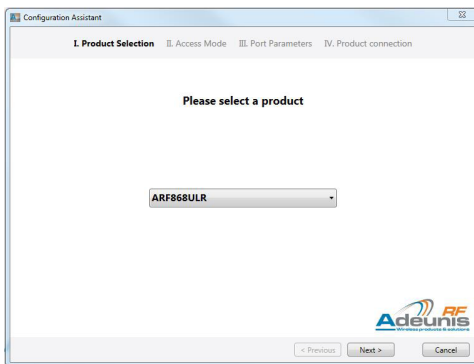 Configuration Assistant
I. Product Selection II. Access Mode III. Port Parameters IV. Product connection
Please select a product
ARF868ULR
Adeunis RF
Wireless products & solutions
< Previous Next > Cancel